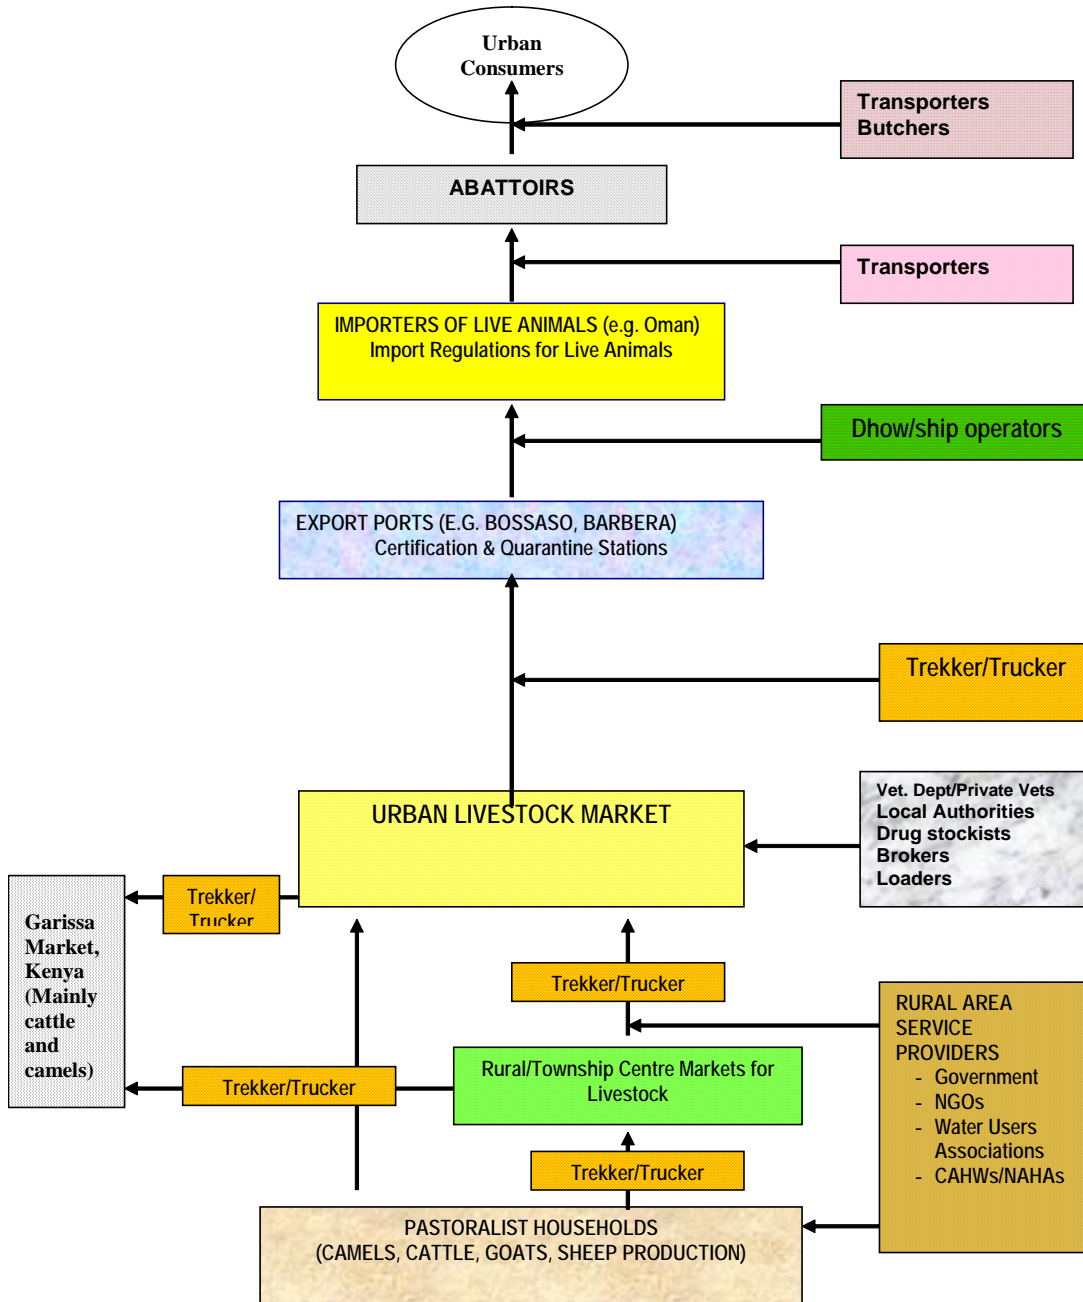 Urban
Consumers
Transporters
Butchers
ABATTOIRS
Transporters
IMPORTERS OF LIVE ANIMALS (e.g. Oman)
Import Regulations for Live Animals
Dhow/ship operators
EXPORT PORTS (E.G. BOSSASO, BARBERA)
Certification & Quarantine Stations
Trekker/Trucker
URBAN LIVESTOCK MARKET
Vet. Dept/Private Vets
Local Authorities
Drug stockists
Brokers
Loaders
Trekker/
Trucker
Garissa
Market,
Kenya
(Mainly
cattle
and
camels)
Trekker/Trucker
RURAL AREA
SERVICE
PROVIDERS
- Government
- NGOs
- Water Users
Associations
- CAHWs/NAHAs
Rural/Township Centre Markets for
Livestock
Trekker/Trucker
Trekker/Trucker
PASTORALIST HOUSEHOLDS
(CAMELS, CATTLE, GOATS, SHEEP PRODUCTION)